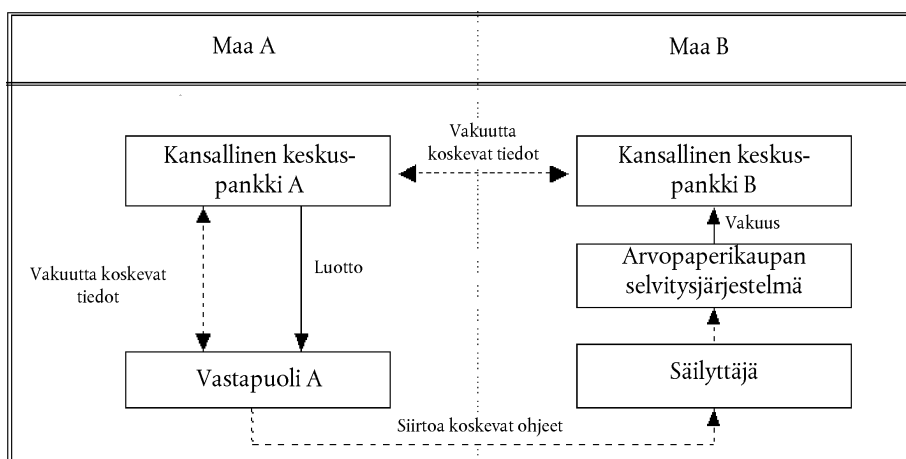 Maa A
Maa B
Kansallinen keskus-
pankki A
Vakuutta
koskevat tiedot
Kansallinen keskus-
pankki B
Vakuus
Vakuutta koskevat
tiedot
Luotto
Arvopaperikaupan
selvitysjärjestelmä
Vastapuoli A
Säilyttäjä
Siirtoa koskevat ohjeet